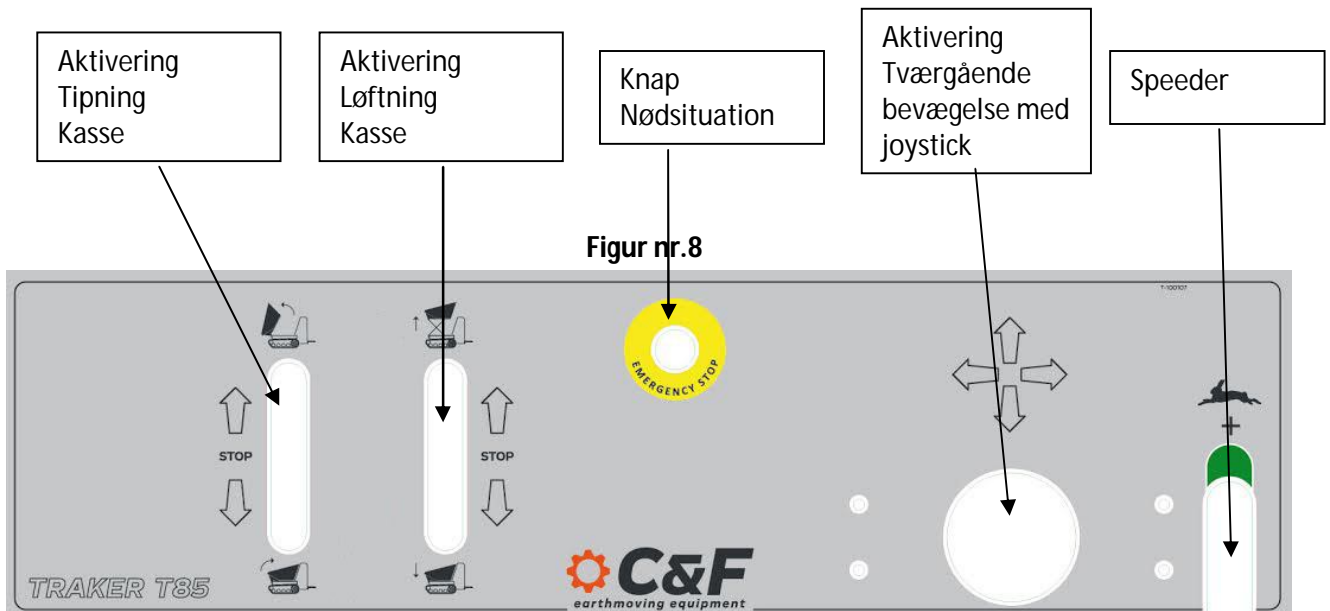 Aktivering
Tipning
Kasse
Aktivering
Løftning
Kasse
Knap
Nødsituation
Aktivering
Tværgående
bevægelse med
joystick
Speeder
Figur nr.8
T-100107
EMERGENCY STOP
STOP
STOP
+
TRAKER T85
C&F
earthmoving equipment